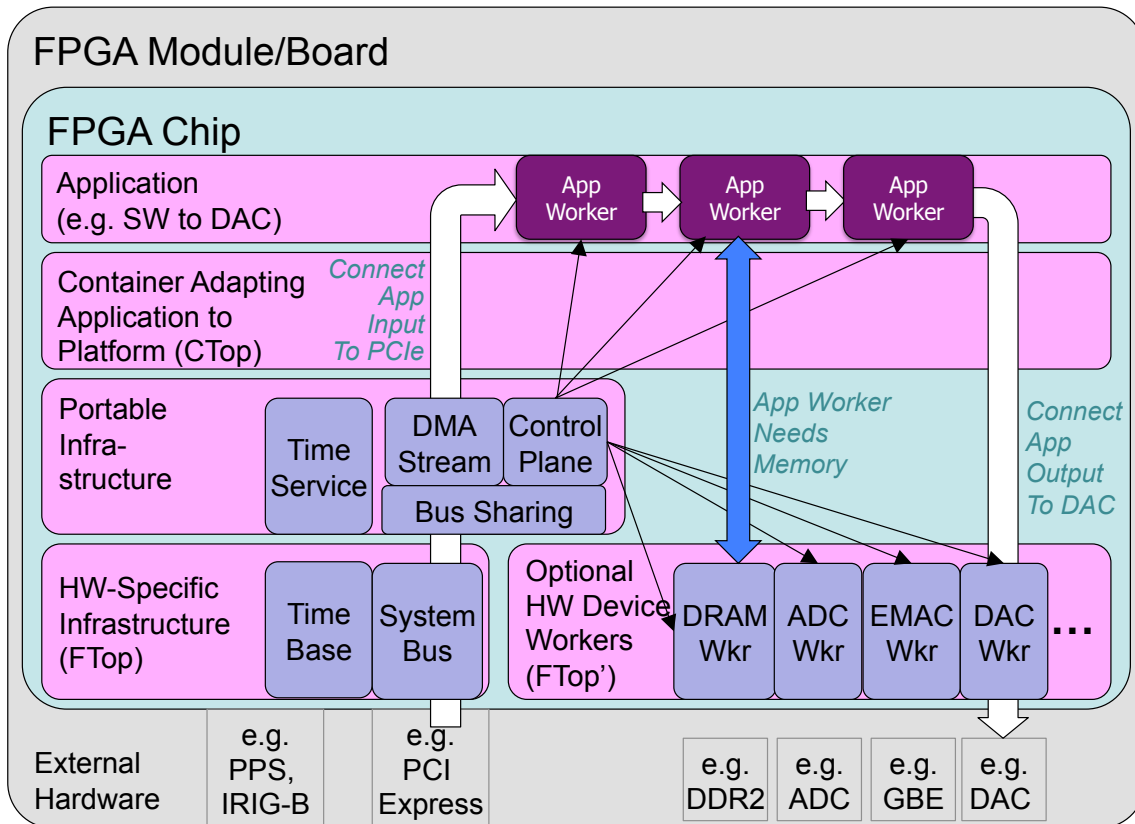 FPGA Module/Board
FPGA Chip
Application
(e.g. SW to DAC)
App
Worker
App
Worker
App
Worker
Container Adapting
Application to
Platform (CTop)
Connect
App
Input
To PCIe
Portable
Infra-
structure
Time
Service
DMA
Stream
Control
Plane
Bus Sharing
App Worker
Needs
Memory
Connect
App
Output
To DAC
HW-Specific
Infrastructure
(FTop)
Time
Base
System
Bus
Optional
HW Device
Workers
(FTop’)
DRAM
Wkr
ADC
Wkr
EMAC
Wkr
DAC
Wkr
...
External
Hardware
e.g.
PPS,
IRIG-B
e.g.
PCI
Express
e.g.
DDR2
e.g.
ADC
e.g.
GBE
e.g.
DAC